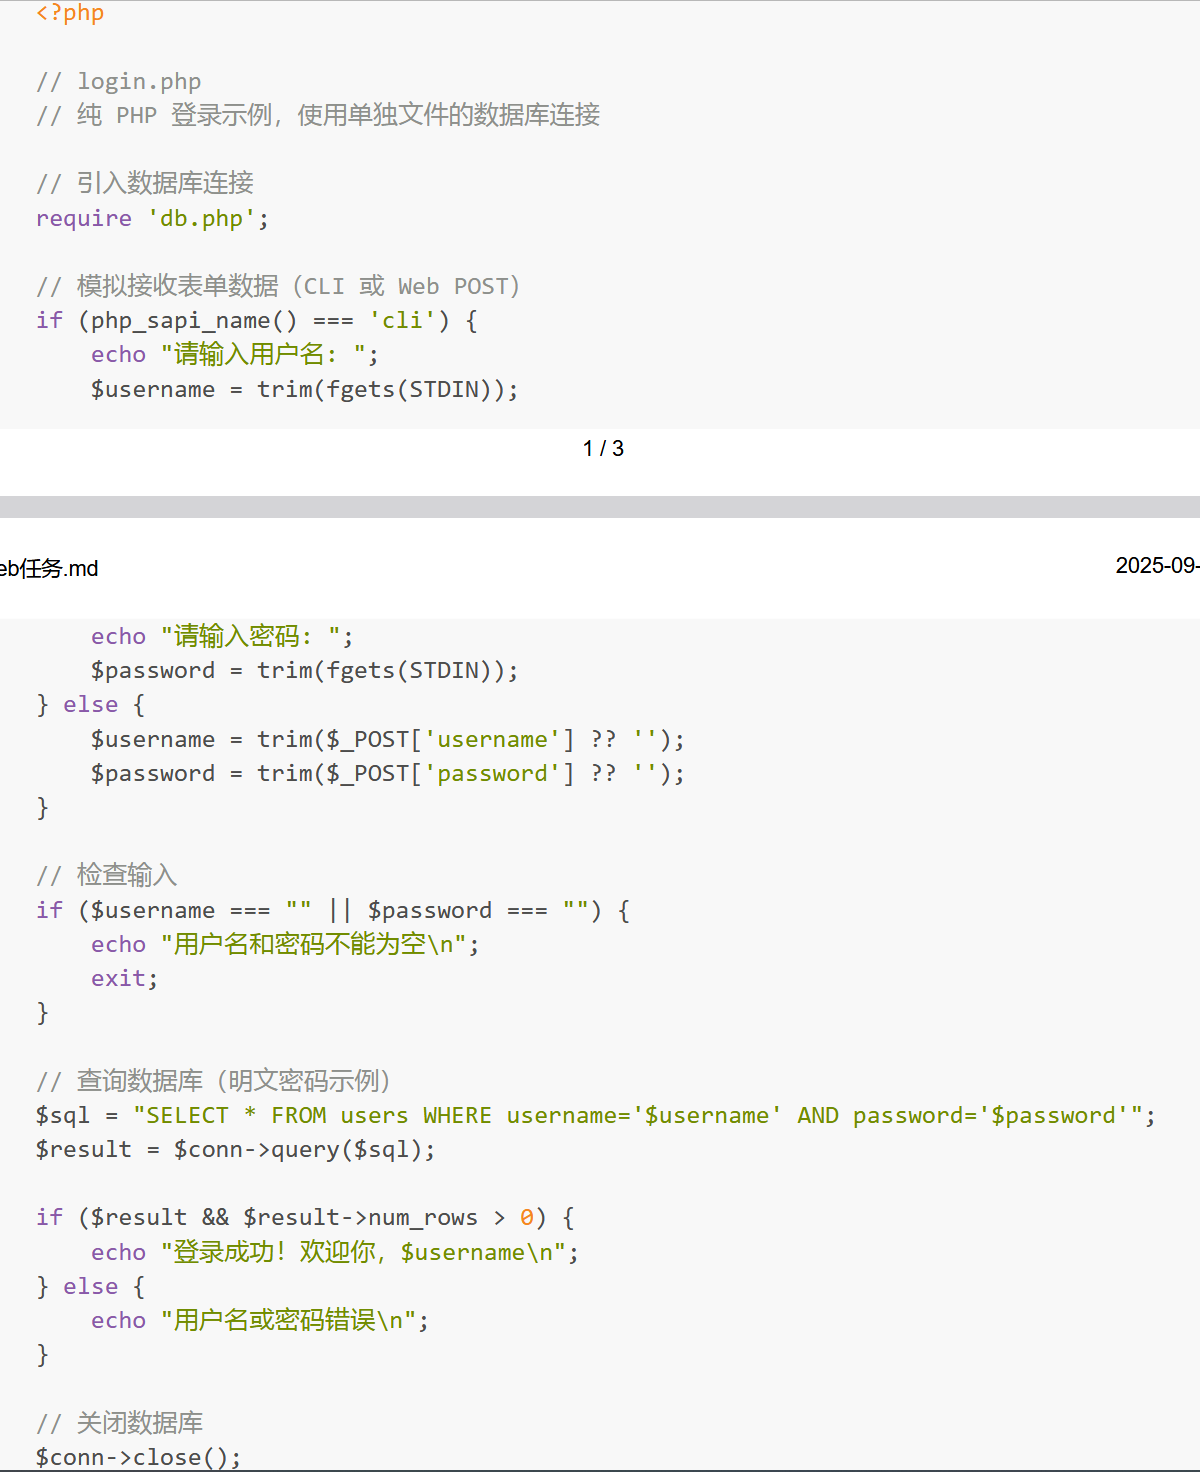 <?php
// login.php
// 纯 PHP 登录示例，使用单独文件的数据库连接
// 引入数据库连接
require 'db.php';
// 模拟接收表单数据（CLI 或 Web POST）
if (php_sapi_name() === 'cli') {
    echo "请输入用户名: ";
    $username = trim(fgets(STDIN));
1 / 3
eb任务.md
2025-09-
    echo "请输入密码: ";
    $password = trim(fgets(STDIN));
} else {
    $username = trim($_POST['username'] ?? '');
    $password = trim($_POST['password'] ?? '');
}
// 检查输入
if ($username === "" || $password === "") {
    echo "用户名和密码不能为空\n";
    exit;
}
// 查询数据库（明文密码示例）
$sql = "SELECT * FROM users WHERE username='$username' AND password='$password'";
$result = $conn->query($sql);
if ($result && $result->num_rows > 0) {
    echo "登录成功！欢迎你，$username\n";
} else {
    echo "用户名或密码错误\n";
}
// 关闭数据库
$conn->close();